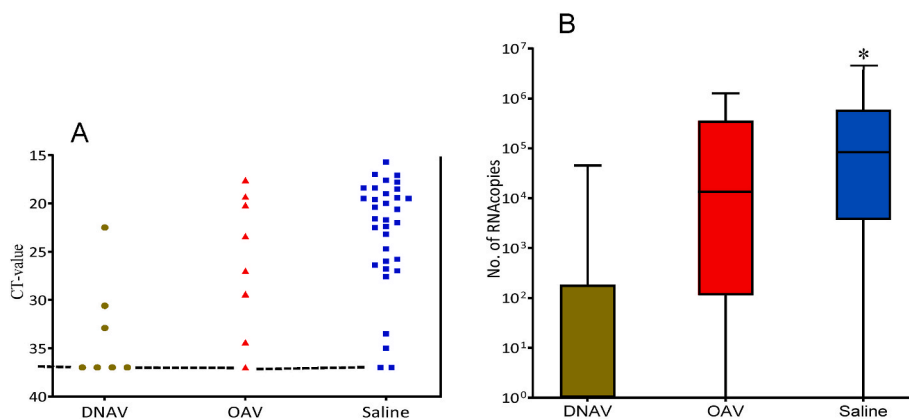 A
15
20
25
30
35
40
CT-value
DNAV OAV Saline
B
10⁷
10⁶
10⁵
10⁴
10³
10²
10¹
10⁰
No. of RNAcopies
*
DNAV OAV Saline